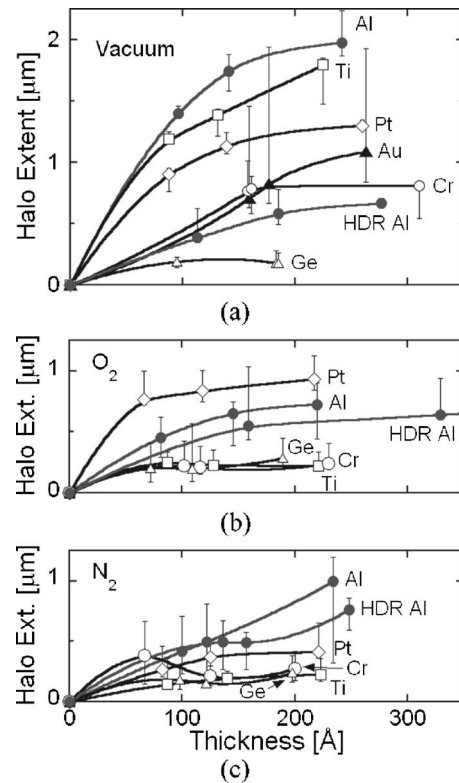 Vacuum
Al
Ti
Pt
Au
Cr
HDR Al
Ge
Halo Extent [μm]
2
1
0
(a)
O2
Pt
Al
HDR Al
Ge
Cr
Ti
Halo Ext. [μm]
1
0
(b)
N2
Al
HDR Al
Pt
Cr
Ge
Ti
Halo Ext. [μm]
1
0
0 100 200 300
Thickness [Å]
(c)